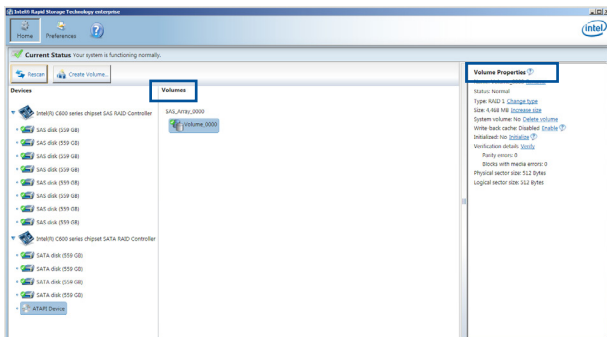 Intel® Rapid Storage Technology enterprise
Home
Preferences
intel
Current Status Your system is functioning normally.
Rescan
Create Volume..
Devices
Intel(R) C600 series chipset SAS RAID Controller
SAS disk (559 GB)
SAS disk (559 GB)
SAS disk (559 GB)
SAS disk (559 GB)
SAS disk (559 GB)
SAS disk (559 GB)
SAS disk (559 GB)
SAS disk (559 GB)
Intel(R) C600 series chipset SATA RAID Controller
SATA disk (559 GB)
SATA disk (559 GB)
SATA disk (559 GB)
SATA disk (559 GB)
ATAPI Device
Volumes
SAS_Array_0000
Volume_0000
Volume Properties
Status: Normal
Type: RAID 1 Change type
Size: 4,468 MB Increase size
System volume: No Delete volume
Write-back cache: Disabled Enable
Initialized: No Initialize
Verification details Verify
Parity errors: 0
Blocks with media errors: 0
Physical sector size: 512 Bytes
Logical sector size: 512 Bytes